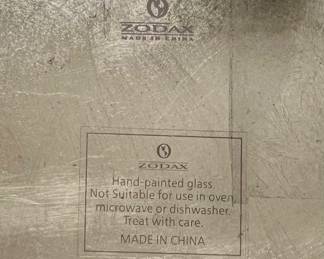 ZODAX
MADE IN CHINA
ZODAX
Hand-painted glass
Not Suitable for use in oven,
microwave or dishwasher.
Treat with care.
MADE IN CHINA